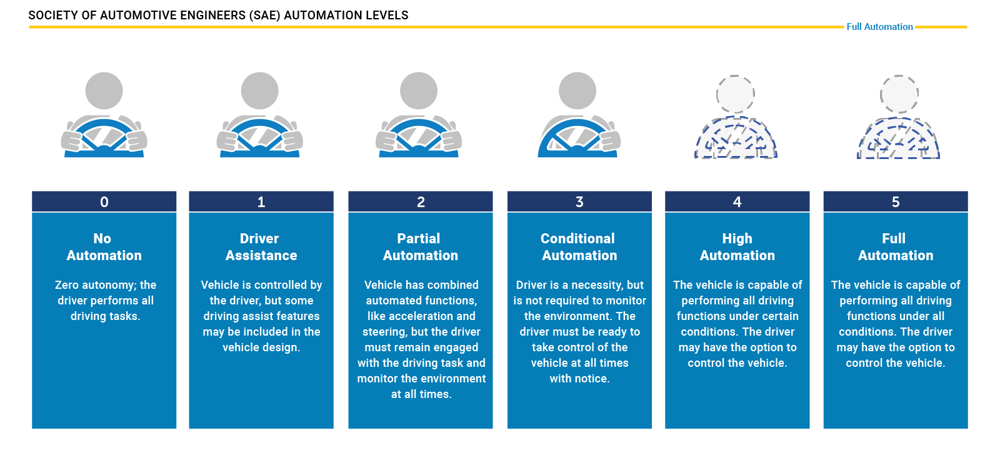 SOCIETY OF AUTOMOTIVE ENGINEERS (SAE) AUTOMATION LEVELS
Full Automation
0
No
Automation
Zero autonomy; the
driver performs all
driving tasks.
1
Driver
Assistance
Vehicle is controlled by
the driver, but some
driving assist features
may be included in the
vehicle design.
2
Partial
Automation
Vehicle has combined
automated functions,
like acceleration and
steering, but the driver
must remain engaged
with the driving task and
monitor the environment
at all times.
3
Conditional
Automation
Driver is a necessity, but
is not required to monitor
the environment. The
driver must be ready to
take control of the
vehicle at all times
with notice.
4
High
Automation
The vehicle is capable of
performing all driving
functions under certain
conditions. The driver
may have the option to
control the vehicle.
5
Full
Automation
The vehicle is capable of
performing all driving
functions under all
conditions. The driver
may have the option to
control the vehicle.